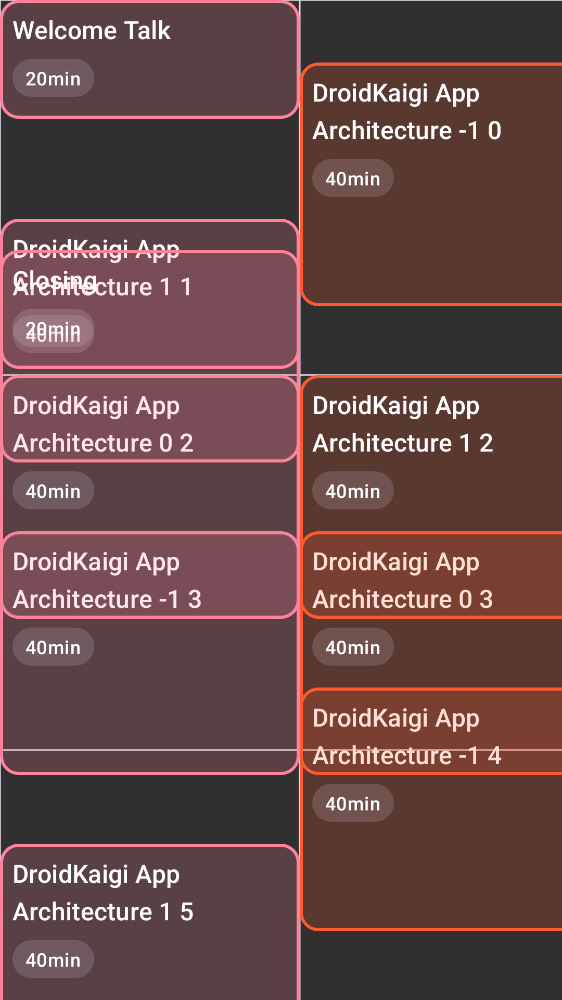 Welcome Talk
20min
DroidKaigi App
Architecture -1 0
40min
DroidKaigi App
Architecture 1 1
40min
Closing
20min
DroidKaigi App
Architecture 0 2
40min
DroidKaigi App
Architecture 1 2
40min
DroidKaigi App
Architecture -1 3
40min
DroidKaigi App
Architecture 0 3
40min
DroidKaigi App
Architecture -1 4
40min
DroidKaigi App
Architecture 1 5
40min